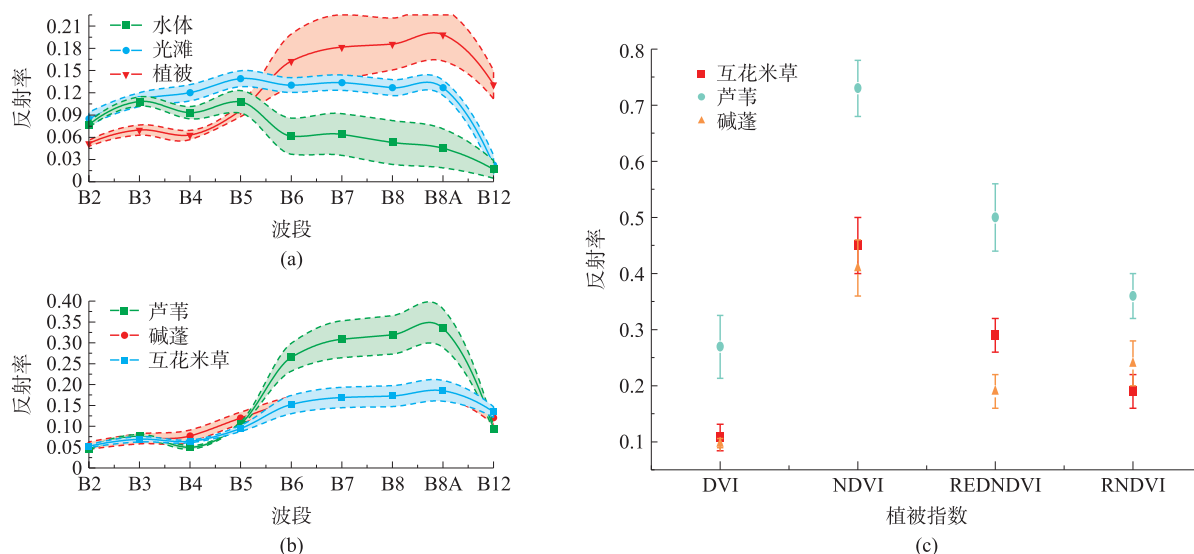 0.21
0.18
0.15
0.12
0.09
0.06
0.03
0
反射率
水体
光滩
植被
B2 B3 B4 B5 B6 B7 B8 B8A B12
波段
(a)
0.40
0.35
0.30
0.25
0.20
0.15
0.10
0.05
0
反射率
芦苇
碱蓬
互花米草
B2 B3 B4 B5 B6 B7 B8 B8A B12
波段
(b)
0.8
0.7
0.6
0.5
0.4
0.3
0.2
0.1
反射率
互花米草
芦苇
碱蓬
DVI NDVI REDNDVI RNDVI
植被指数
(c)